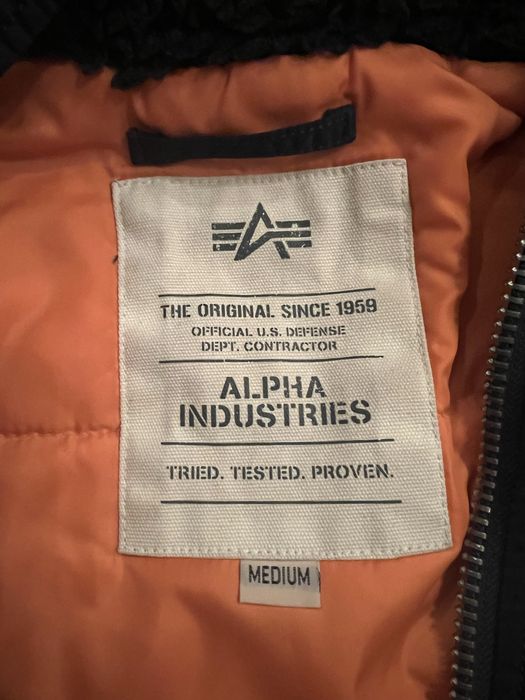 THE ORIGINAL SINCE 1959
OFFICIAL U.S. DEFENSE
DEPT. CONTRACTOR
ALPHA
INDUSTRIES
TRIED. TESTED. PROVEN.
MEDIUM